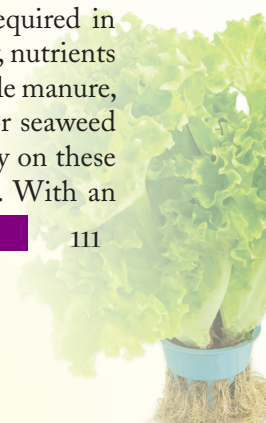 equired in
, nutrients
le manure,
r seaweed
y on these
. With an
111